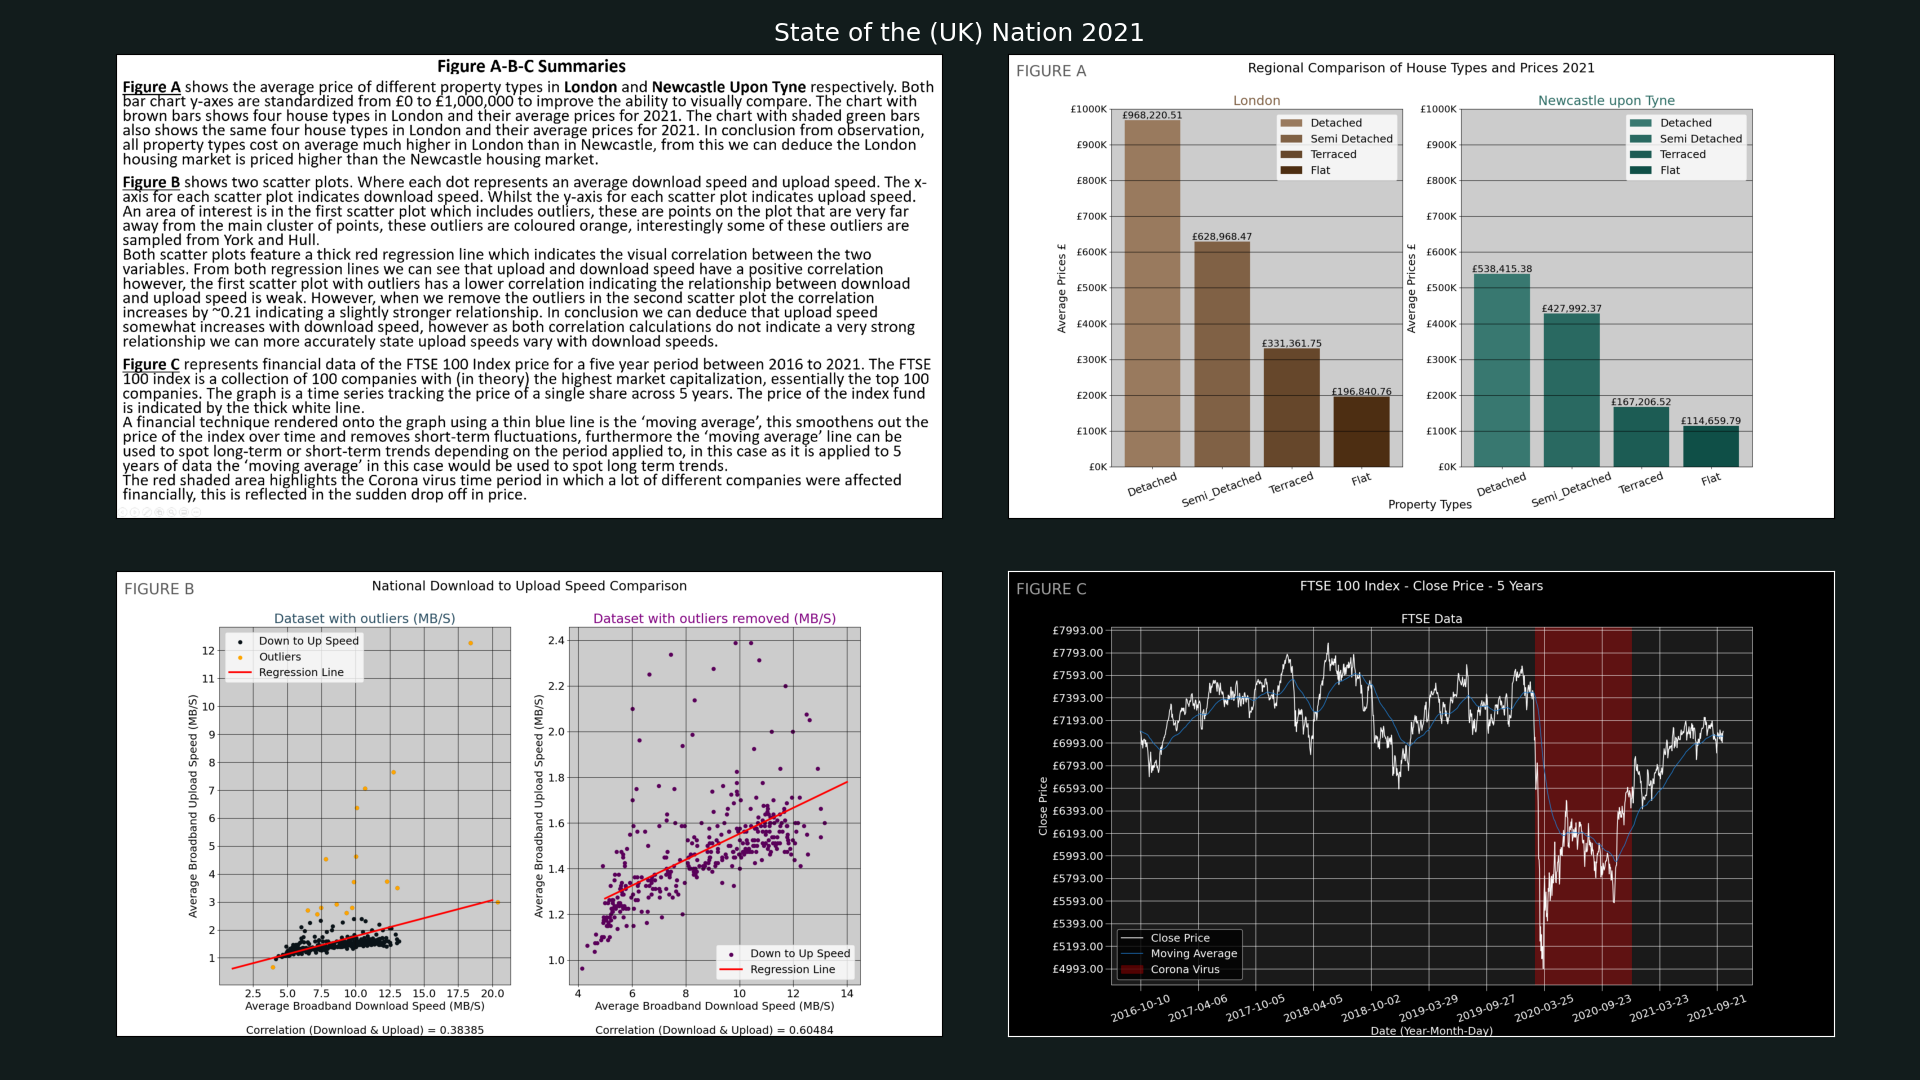 State of the (UK) Nation 2021
Figure A-B-C Summaries
Figure A shows the average price of different property types in London and Newcastle Upon Tyne respectively. Both
bar chart y-axes are standardized from £0 to £1,000,000 to improve the ability to visually compare. The chart with
brown bars shows four house types in London and their average prices for 2021. The chart with shaded green bars
also shows the same four house types in London and their average prices for 2021. In conclusion from observation,
all property types cost on average much higher in London than in Newcastle, from this we can deduce the London
housing market is priced higher than the Newcastle housing market.
Figure B shows two scatter plots. Where each dot represents an average download speed and upload speed. The x-
axis for each scatter plot indicates download speed. Whilst the y-axis for each scatter plot indicates upload speed.
An area of interest is in the first scatter plot which includes outliers, these are points on the plot that are very far
away from the main cluster of points, these outliers are coloured orange, interestingly some of these outliers are
sampled from York and Hull.
Both scatter plots feature a thick red regression line which indicates the visual correlation between the two
variables. From both regression lines we can see that upload and download speed have a positive correlation
however, the first scatter plot with outliers has a lower correlation indicating the relationship between download
and upload speed is weak. However, when we remove the outliers in the second scatter plot the correlation
increases by ~0.21 indicating a slightly stronger relationship. In conclusion we can deduce that upload speed
somewhat increases with download speed, however as both correlation calculations do not indicate a very strong
relationship we can more accurately state upload speeds vary with download speeds.
Figure C represents financial data of the FTSE 100 Index price for a five year period between 2016 to 2021. The FTSE
100 index is a collection of 100 companies with (in theory) the highest market capitalization, essentially the top 100
companies. The graph is a time series tracking the price of a single share across 5 years. The price of the index fund
is indicated by the thick white line.
A financial technique rendered onto the graph using a thin blue line is the ‘moving average’, this smoothens out the
price of the index over time and removes short-term fluctuations, furthermore the ‘moving average’ line can be
used to spot long-term or short-term trends depending on the period applied to, in this case as it is applied to 5
years of data the ‘moving average’ in this case would be used to spot long term trends.
The red shaded area highlights the Corona virus time period in which a lot of different companies were affected
financially, this is reflected in the sudden drop off in price.
FIGURE A
Regional Comparison of House Types and Prices 2021
London
Average Prices £
£1000K
£900K
£800K
£700K
£600K
£500K
£400K
£300K
£200K
£100K
£0K
£968,220.51
£628,968.47
£331,361.75
£196,840.76
Detached
Semi Detached
Terraced
Flat
Detached
Semi_Detached
Terraced
Flat
Newcastle upon Tyne
Average Prices £
£1000K
£900K
£800K
£700K
£600K
£500K
£400K
£300K
£200K
£100K
£0K
£538,415.38
£427,992.37
£167,206.52
£114,659.79
Detached
Semi Detached
Terraced
Flat
Detached
Semi_Detached
Terraced
Flat
Property Types
FIGURE B
National Download to Upload Speed Comparison
Dataset with outliers (MB/S)
Down to Up Speed
Outliers
Regression Line
Average Broadband Upload Speed (MB/S)
12
11
10
9
8
7
6
5
4
3
2
1
2.5 5.0 7.5 10.0 12.5 15.0 17.5 20.0
Average Broadband Download Speed (MB/S)
Correlation (Download & Upload) = 0.38385
Dataset with outliers removed (MB/S)
Average Broadband Upload Speed (MB/S)
2.4
2.2
2.0
1.8
1.6
1.4
1.2
1.0
Down to Up Speed
Regression Line
4 6 8 10 12 14
Average Broadband Download Speed (MB/S)
Correlation (Download & Upload) = 0.60484
FIGURE C
FTSE 100 Index - Close Price - 5 Years
FTSE Data
Close Price
£7993.00
£7793.00
£7593.00
£7393.00
£7193.00
£6993.00
£6793.00
£6593.00
£6393.00
£6193.00
£5993.00
£5793.00
£5593.00
£5393.00
£5193.00
£4993.00
Close Price
Moving Average
Corona Virus
2016-10-10 2017-04-06 2017-10-05 2018-04-05 2018-10-02 2019-03-29 2019-09-27 2020-03-25 2020-09-23 2021-03-23 2021-09-21
Date (Year-Month-Day)